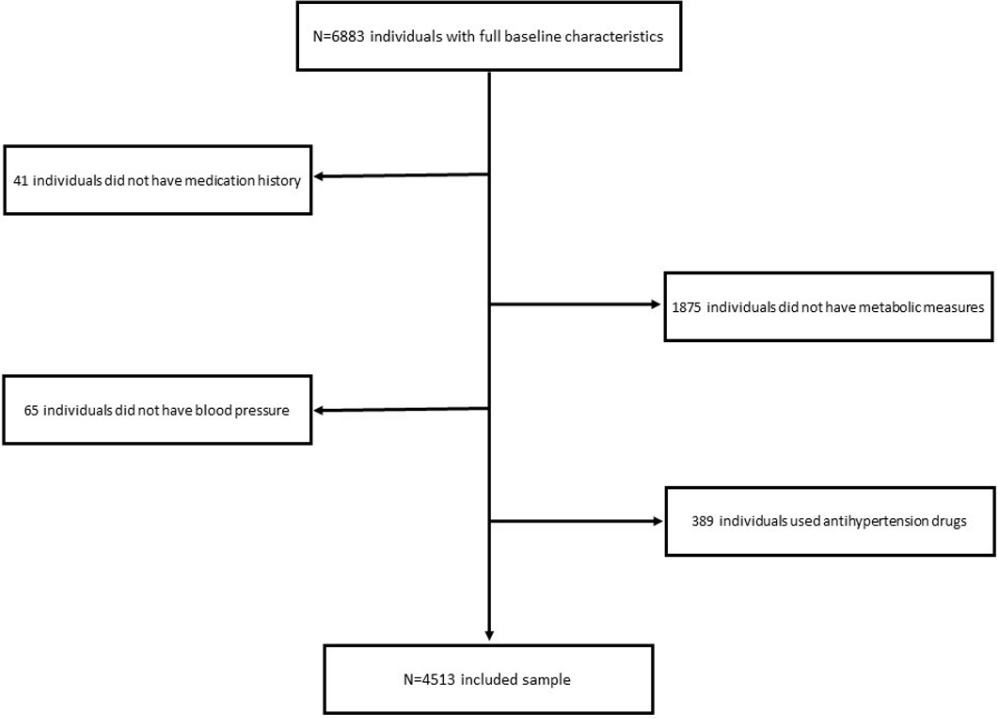 N=6883 individuals with full baseline characteristics
41 individuals did not have medication history
1875 individuals did not have metabolic measures
65 individuals did not have blood pressure
389 individuals used antihypertension drugs
N=4513 included sample